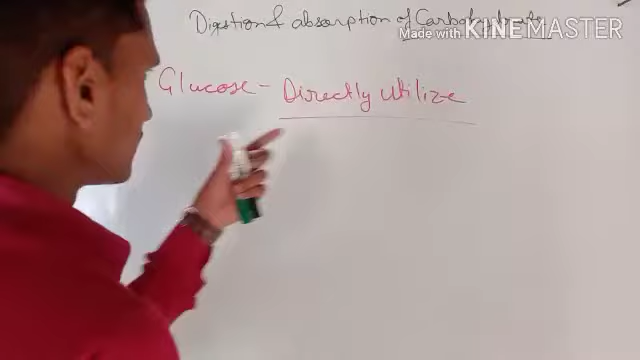 Digestion & absorption of Carbohydrate
Made with KINEMASTER
Glucose - Directly Utilize